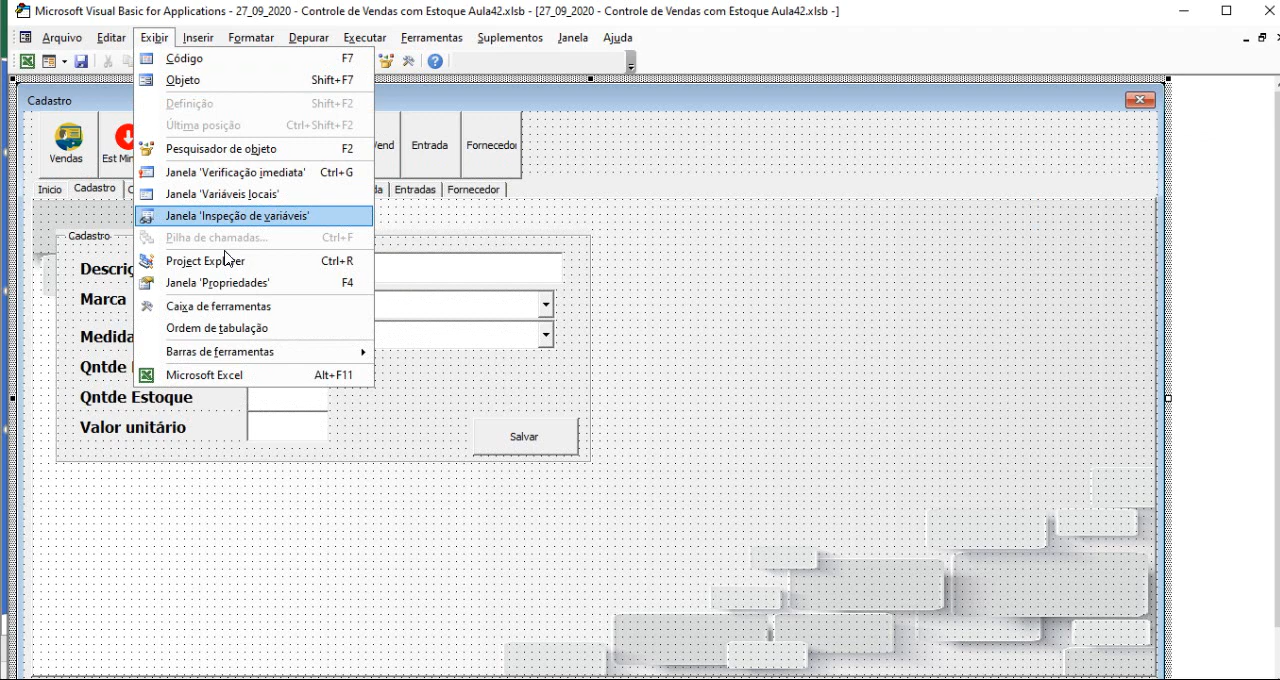 Microsoft Visual Basic for Applications - 27_09_2020 - Controle de Vendas com Estoque Aula42.xlsb - [27_09_2020 - Controle de Vendas com Estoque Aula42.xlsb -]
Arquivo Editar Exibir Inserir Formatar Depurar Executar Ferramentas Suplementos Janela Ajuda
Código F7
Objeto Shift+F7
Definição Shift+F2
Última posição Ctrl+Shift+F2
Pesquisador de objeto F2
Janela 'Verificação imediata' Ctrl+G
Janela 'Variáveis locais'
Janela 'Inspeção de variáveis'
Pilha de chamadas... Ctrl+F
Project Explorer Ctrl+R
Janela 'Propriedades' F4
Caixa de ferramentas
Ordem de tabulação
Barras de ferramentas
Microsoft Excel Alt+F11
Cadastro
Vendas Est Min Vend Entrada Fornecedor
Inicio Cadastro C da Entradas Fornecedor
Cadastro
Descriç
Marca
Medida
Qntde
Qntde Estoque
Valor unitário
Salvar